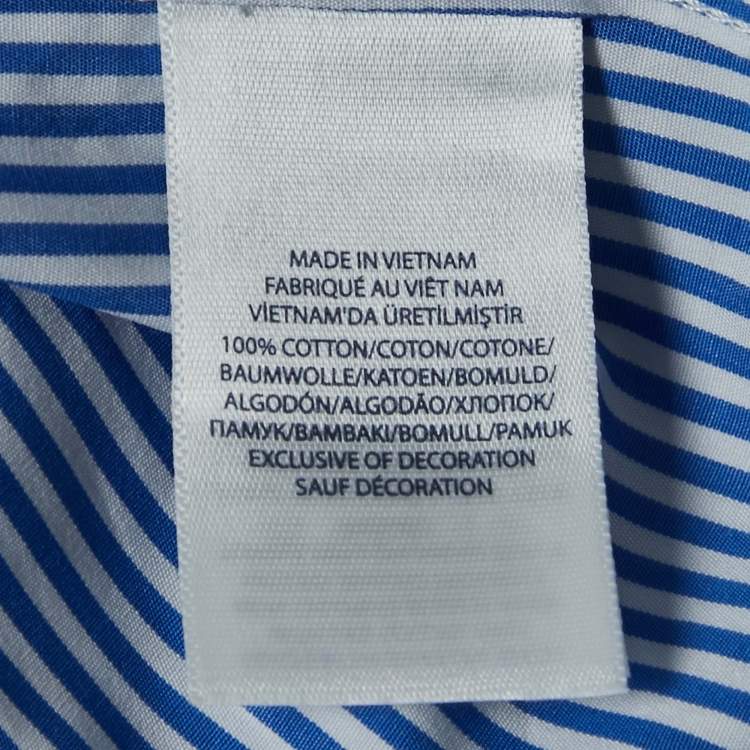 MADE IN VIETNAM
FABRIQUÉ AU VIÊT NAM
VİETNAM'DA ÜRETİLMİŞTİR
100% COTTON/COTON/COTONE/
BAUMWOLLE/KATOEN/BOMULD/
ALGODÓN/ALGODÃO/ХЛОПОК/
ПАМУК/BAMBAKI/BOMULL/PAMUK
EXCLUSIVE OF DECORATION
SAUF DÉCORATION